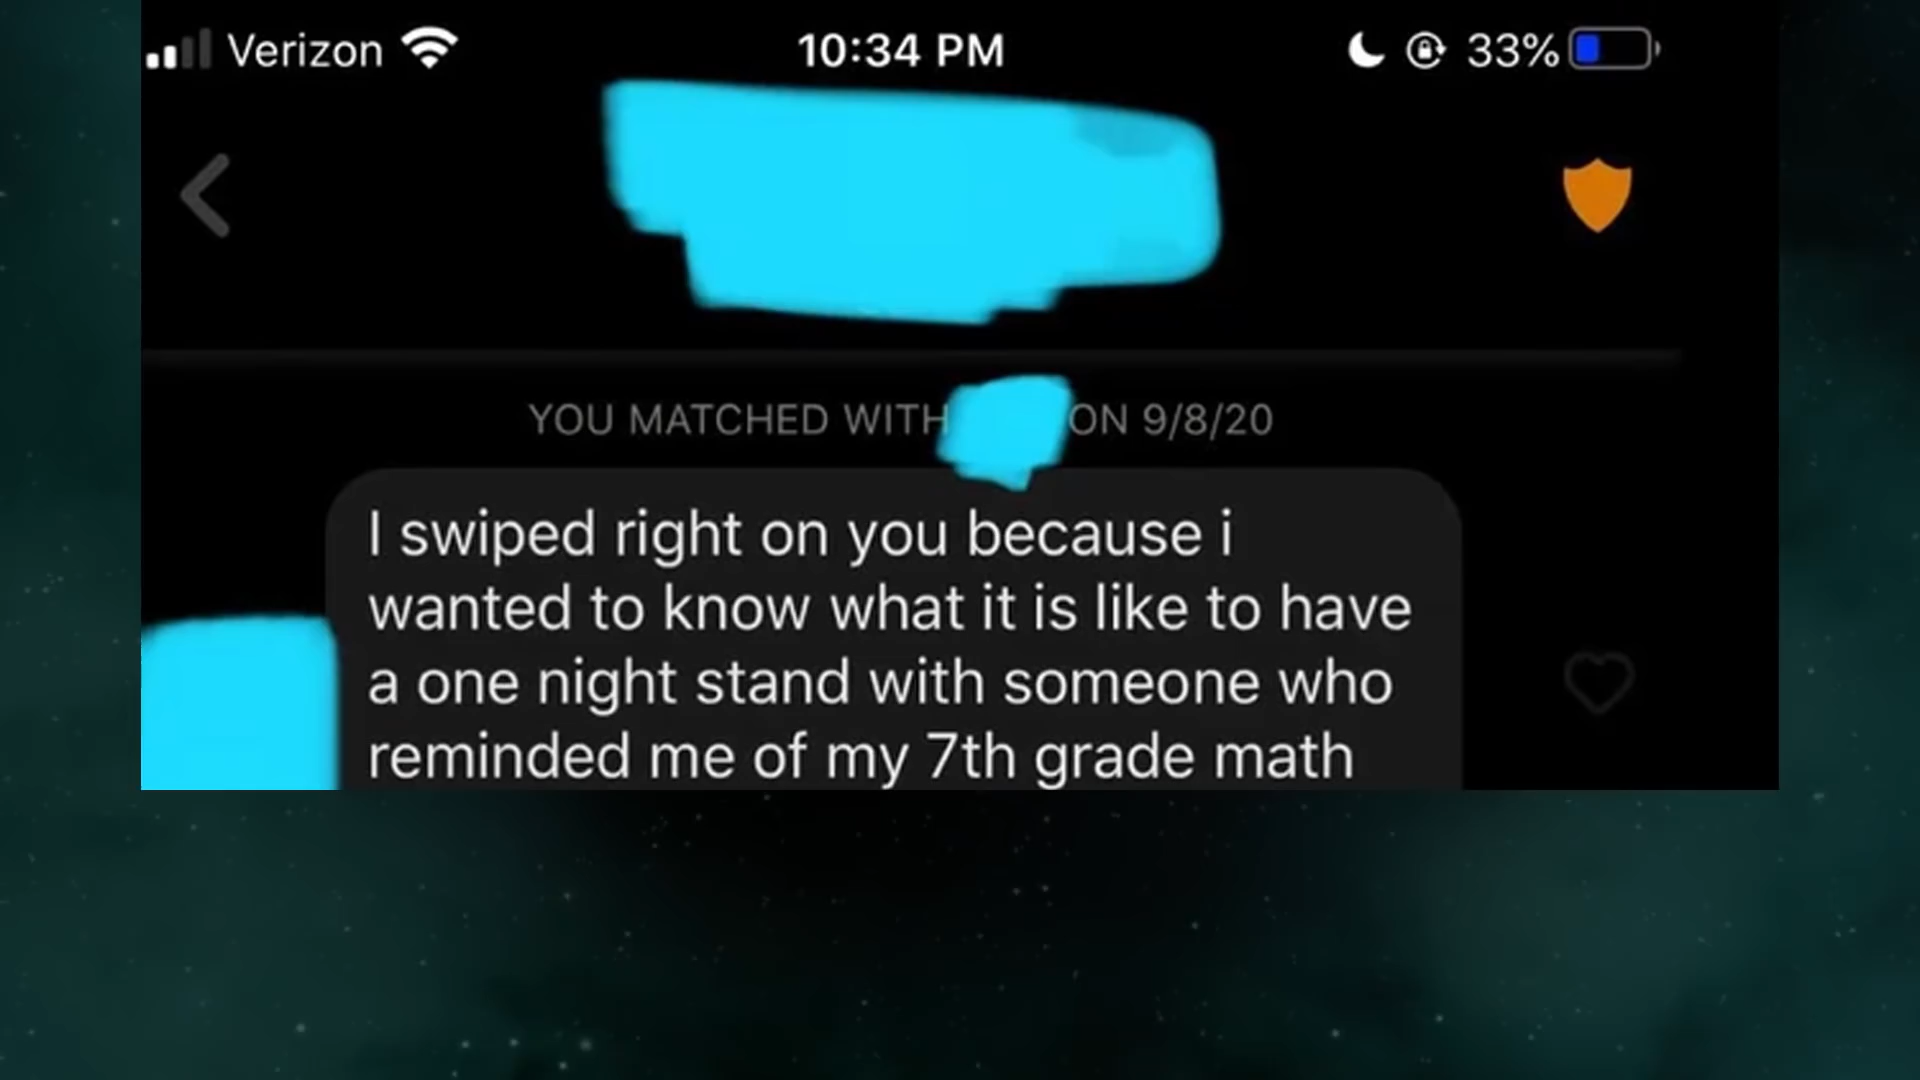 Verizon 10:34 PM 33%
YOU MATCHED WITH ON 9/8/20
I swiped right on you because i
wanted to know what it is like to have
a one night stand with someone who
reminded me of my 7th grade math